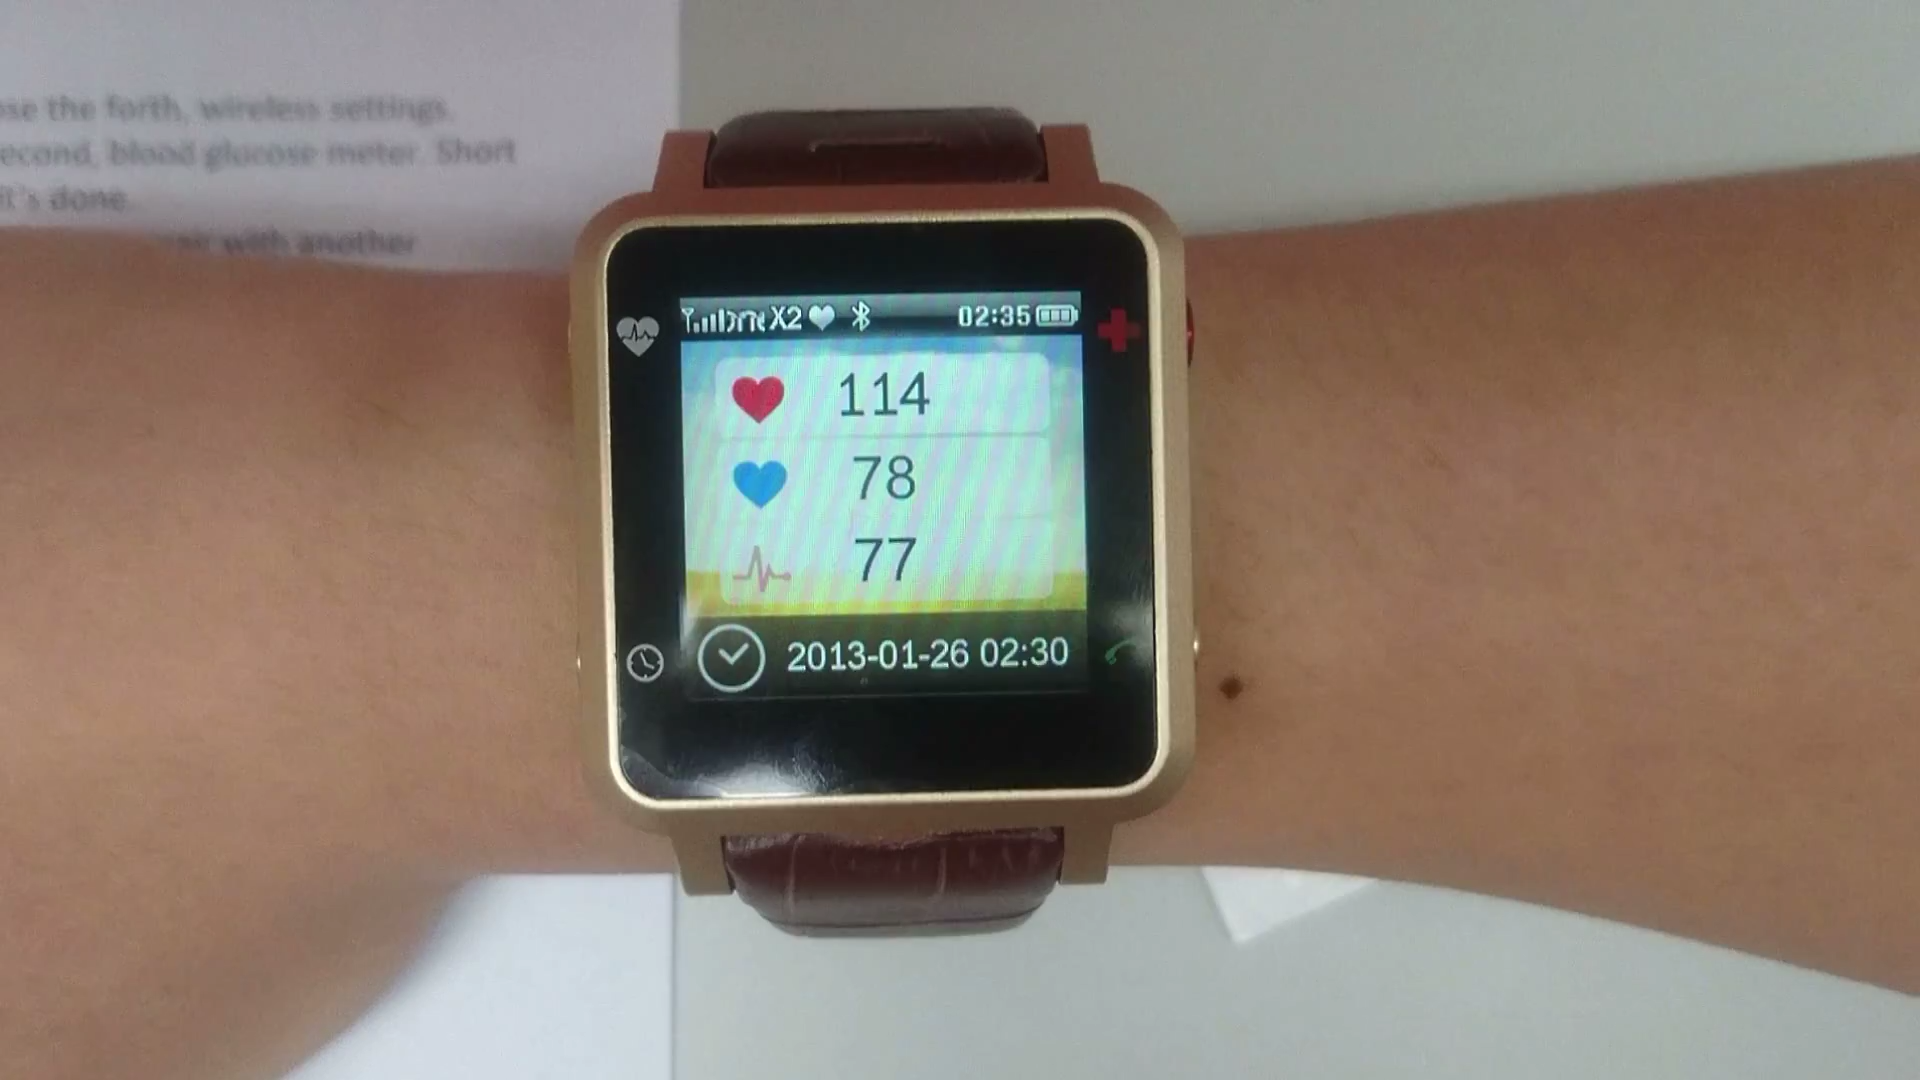 se the forth, wireless settings.
econd, blood glucose meter. Short
it's done.
with another
X2 02:35
114
78
77
2013-01-26 02:30